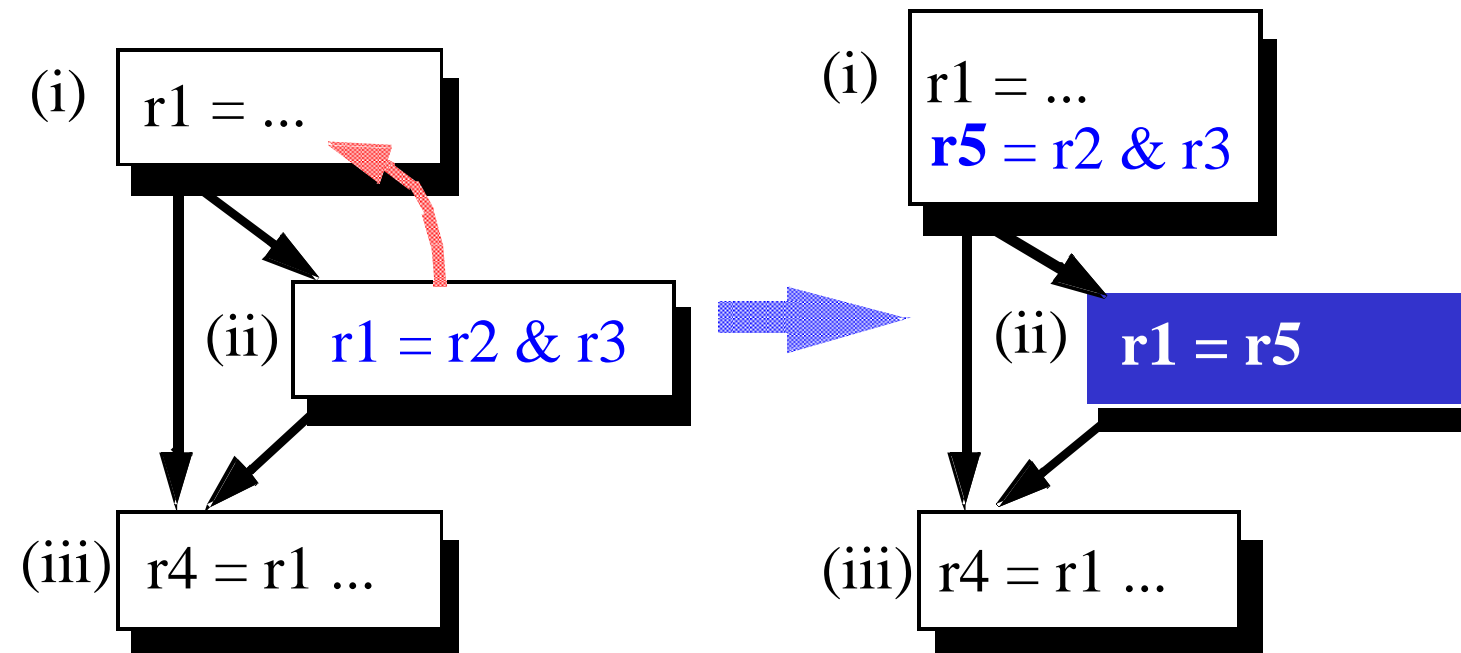 (i)
r1 = ...
(ii)
r1 = r2 & r3
(iii)
r4 = r1 ...
(i)
r1 = ...
r5 = r2 & r3
(ii)
r1 = r5
(iii)
r4 = r1 ...